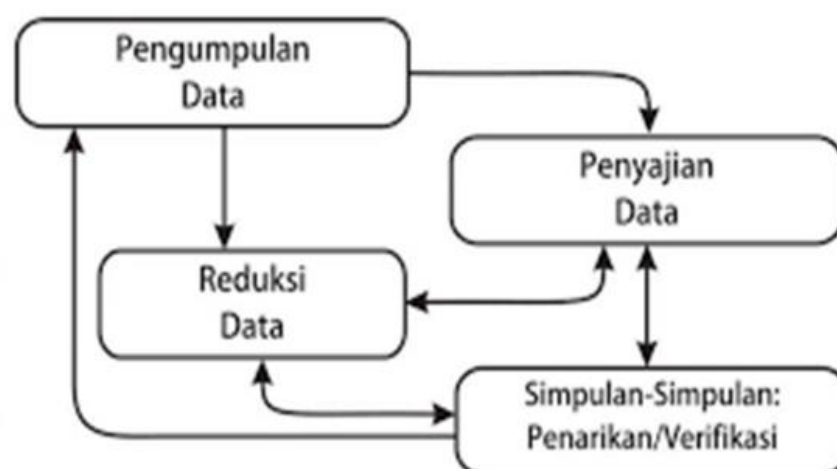 Pengumpulan
Data
Penyajian
Data
Reduksi
Data
Simpulan-Simpulan:
Penarikan/Verifikasi